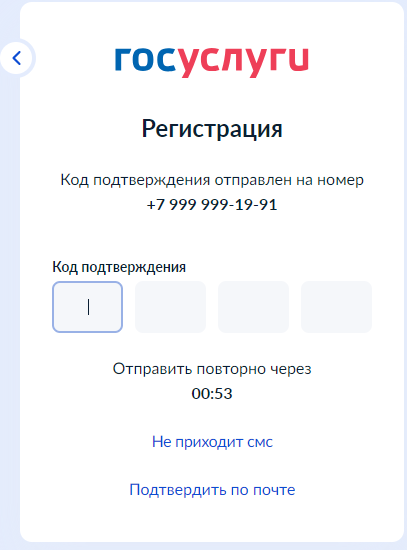 госуслуги
Регистрация
Код подтверждения отправлен на номер
+7 999 999-19-91
Код подтверждения
Отправить повторно через
00:53
Не приходит смс
Подтвердить по почте